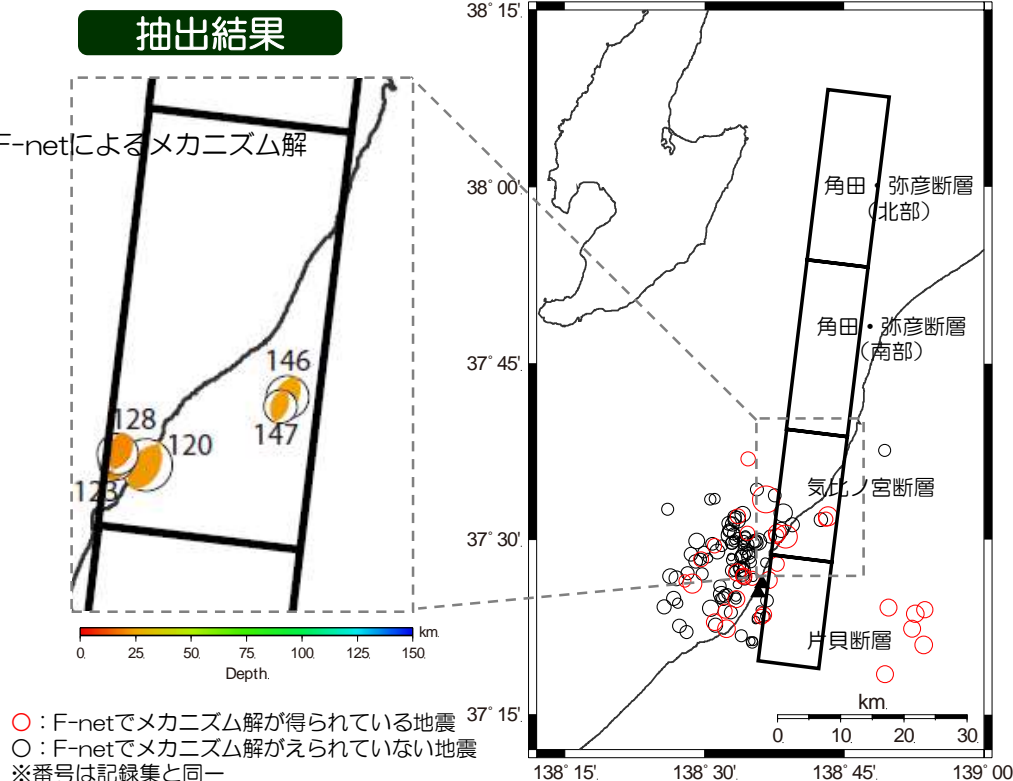 抽出結果
F-netによるメカニズム解
146
147
128
120
123
km.
0. 25. 50. 75. 100. 125. 150.
Depth.
○：F-netでメカニズム解が得られている地震
○：F-netでメカニズム解がえられていない地震
※番号は記録集と同一
38° 15'.
38° 00'.
37° 45'.
37° 30'.
37° 15'.
角田・弥彦断層
（北部）
角田・弥彦断層
（南部）
気比ノ宮断層
片貝断層
km.
0. 10. 20. 30.
138° 15'. 138° 30'. 138° 45'. 139° 00'